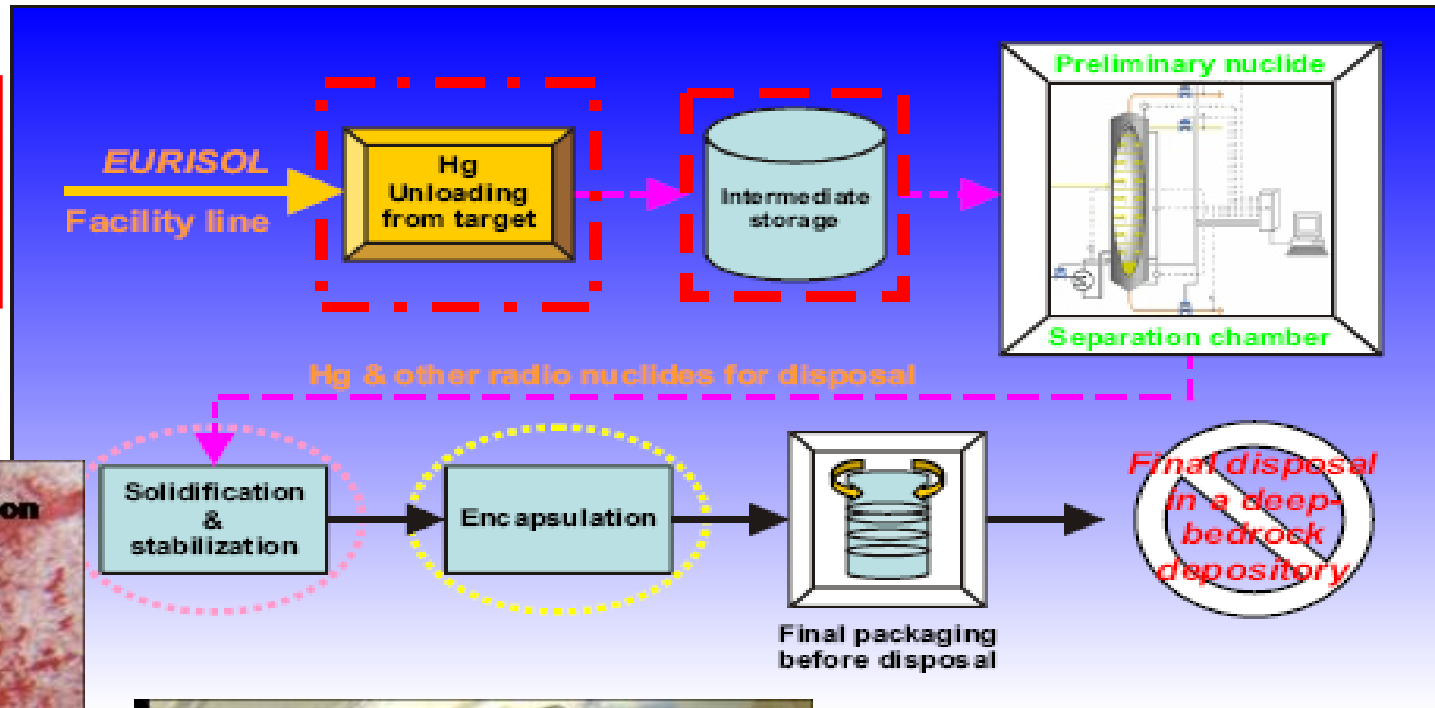 EURISOL
Facility line
Hg
Unloading
from target
Intermediate
storage
Preliminary nuclide
Separation chamber
Hg & other radio nuclides for disposal
on
Solidification
&
stabilization
Encapsulation
Final packaging
before disposal
Final disposal
in a deep-
bedrock
depository